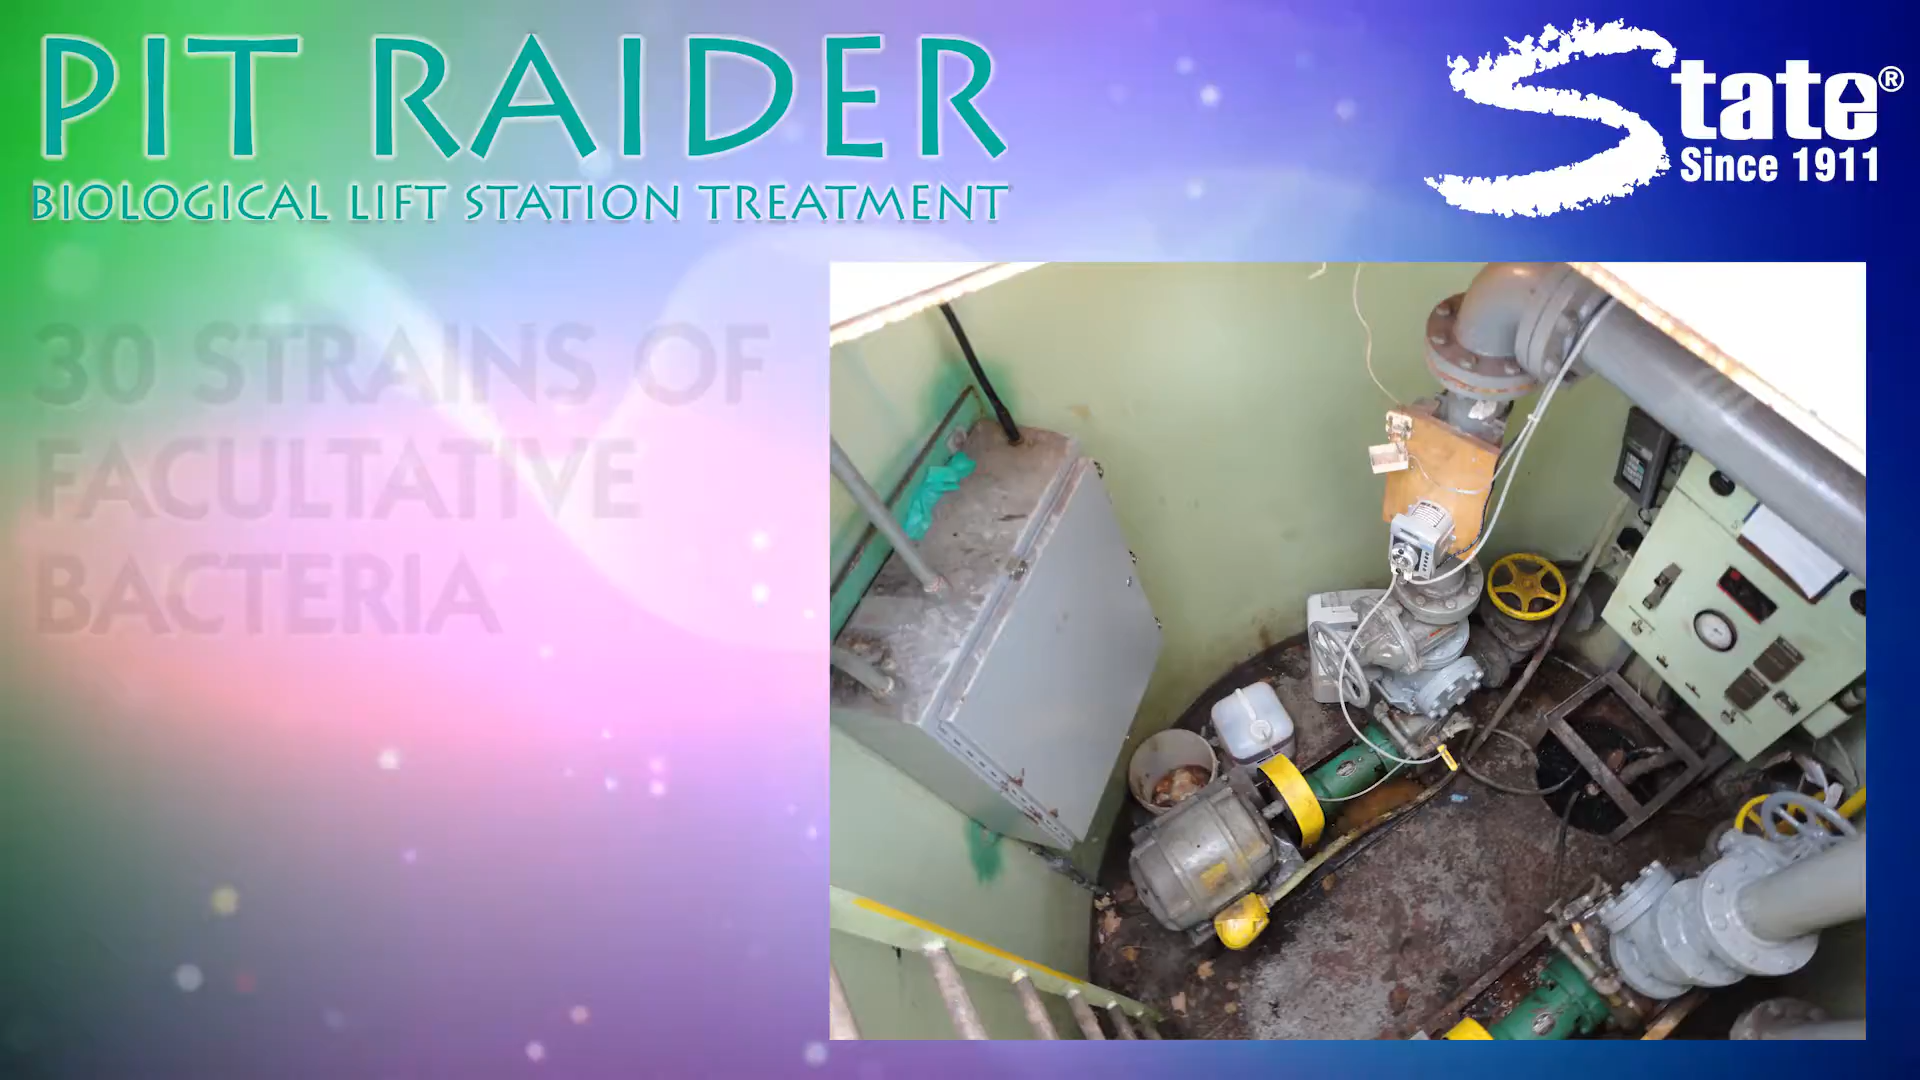 PIT RAIDER
BIOLOGICAL LIFT STATION TREATMENT
State®
Since 1911
30 STRAINS OF
FACULTATIVE
BACTERIA